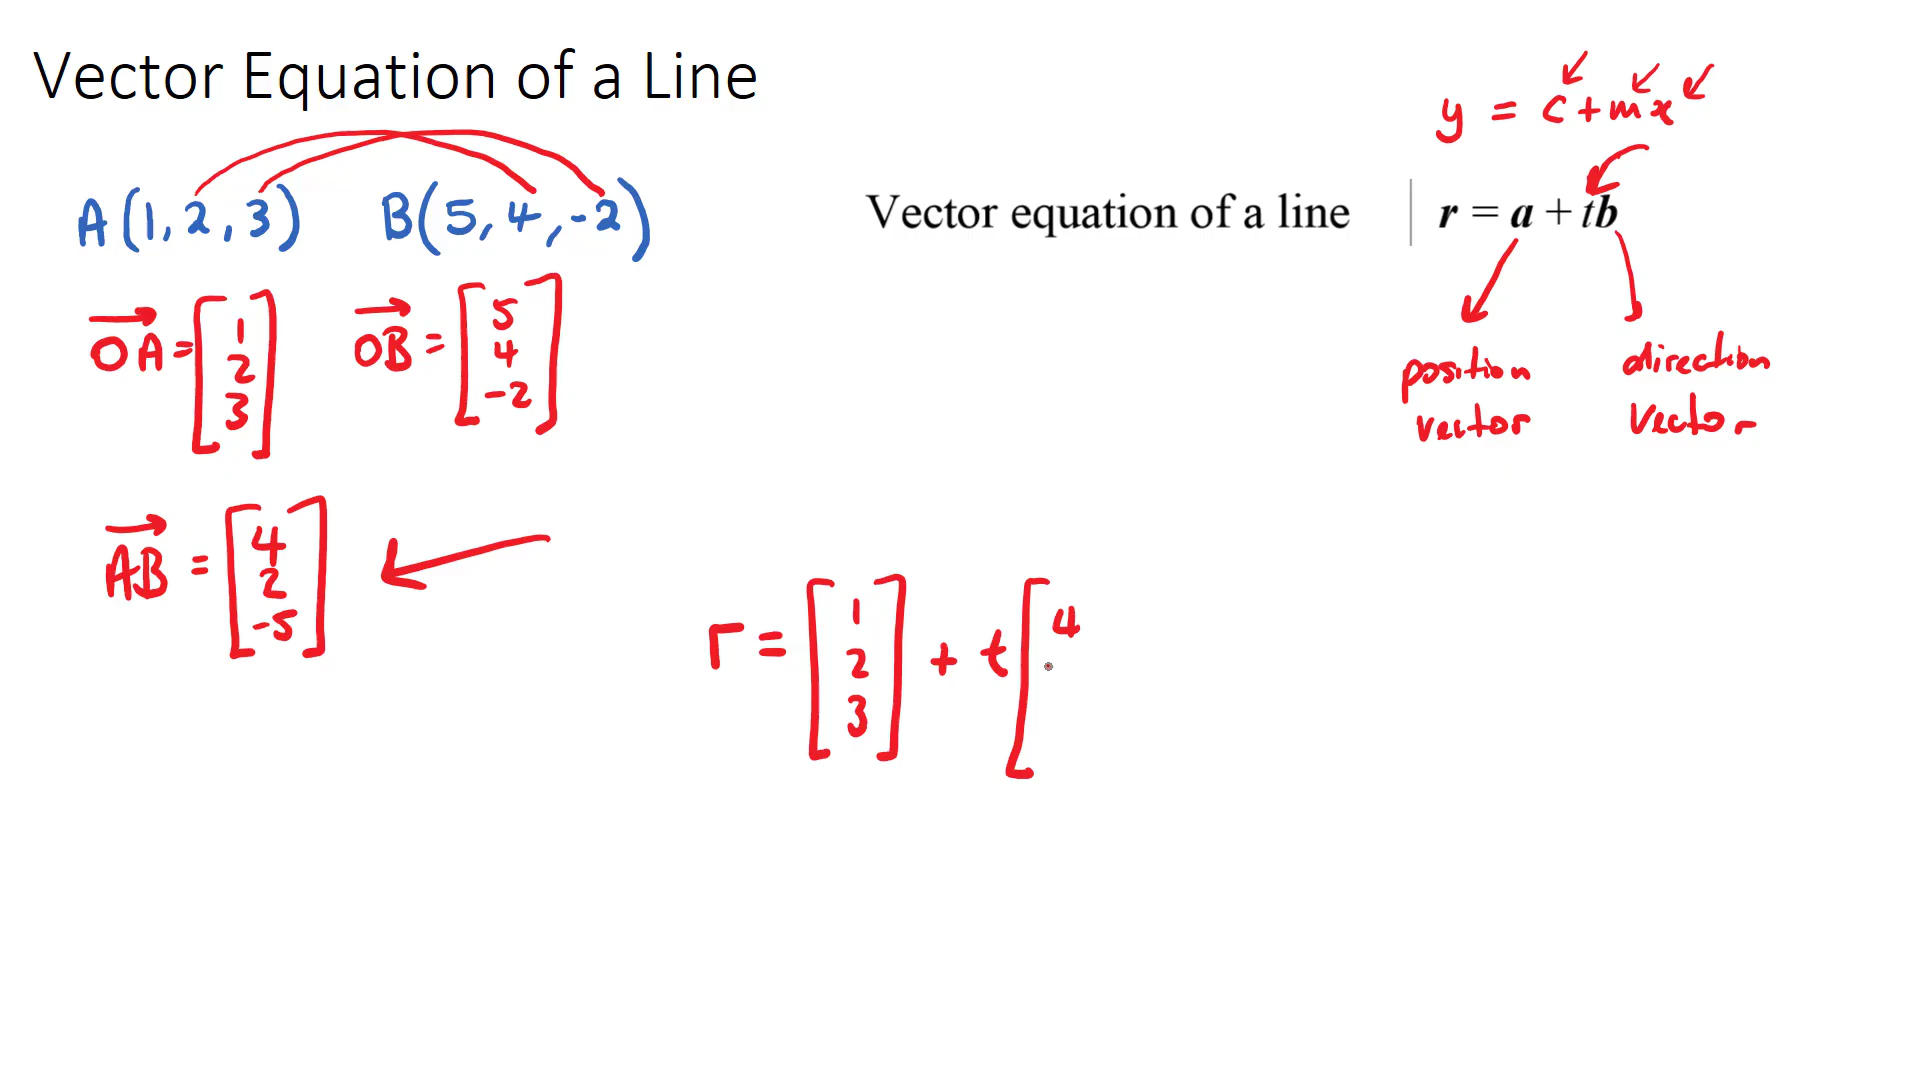 Vector Equation of a Line
y = c + mx
A(1, 2, 3) B(5, 4, -2)
Vector equation of a line | r = a + tb
OA = [1 2 3] OB = [5 4 -2]
position vector
direction vector
AB = [4 2 -5]
r = [1 2 3] + t [4